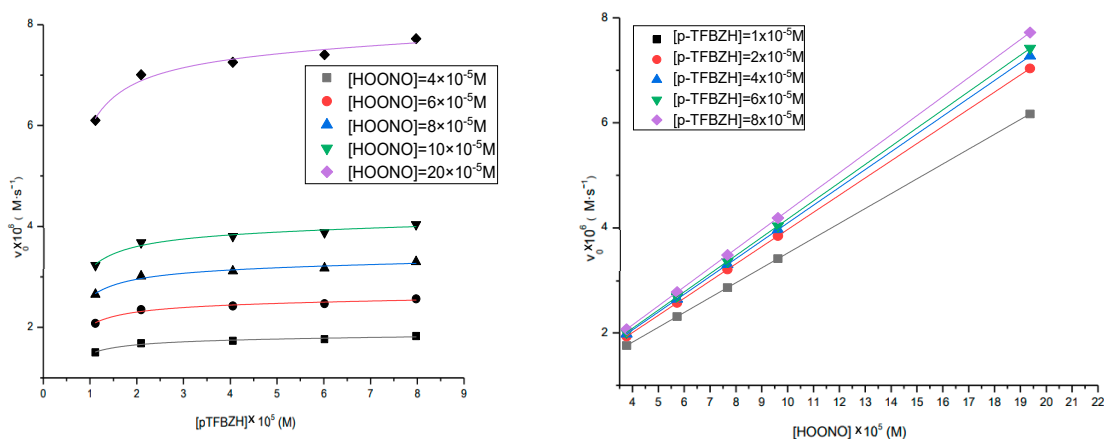 8
6
4
2
v₀×10⁶ ( M·s⁻¹)
[HOONO]=4×10⁻⁵M
[HOONO]=6×10⁻⁵M
[HOONO]=8×10⁻⁵M
[HOONO]=10×10⁻⁵M
[HOONO]=20×10⁻⁵M
0 1 2 3 4 5 6 7 8 9
[pTFBZH]× 10⁵ (M)
8
6
4
2
v₀×10⁶ ( M·s⁻¹)
[p-TFBZH]=1x10⁻⁵M
[p-TFBZH]=2x10⁻⁵M
[p-TFBZH]=4x10⁻⁵M
[p-TFBZH]=6x10⁻⁵M
[p-TFBZH]=8x10⁻⁵M
4 5 6 7 8 9 10 11 12 13 14 15 16 17 18 19 20 21 22
[HOONO] ×10⁵ (M)